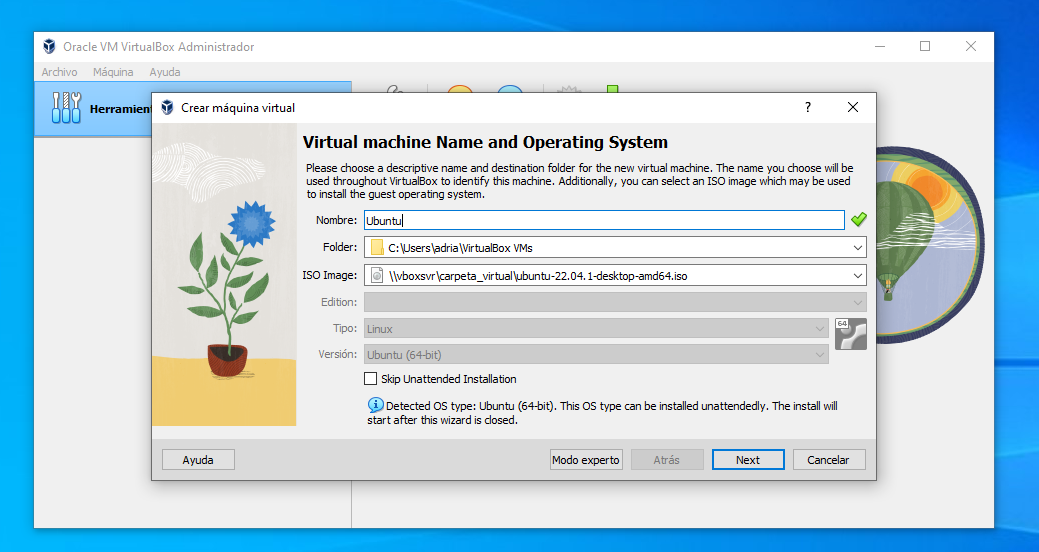 Oracle VM VirtualBox Administrador
Archivo Máquina Ayuda
Herramient
Crear máquina virtual
?
Virtual machine Name and Operating System
Please choose a descriptive name and destination folder for the new virtual machine. The name you choose will be
used throughout VirtualBox to identify this machine. Additionally, you can select an ISO image which may be used
to install the guest operating system.
Nombre: Ubuntu
Folder: C:\Users\adria\VirtualBox VMs
ISO Image: \\vboxsvr\carpeta_virtual\ubuntu-22.04.1-desktop-amd64.iso
Edition:
Tipo: Linux
64
Versión: Ubuntu (64-bit)
Skip Unattended Installation
Detected OS type: Ubuntu (64-bit). This OS type can be installed unattendedly. The install will
start after this wizard is closed.
Ayuda Modo experto Atrás Next Cancelar